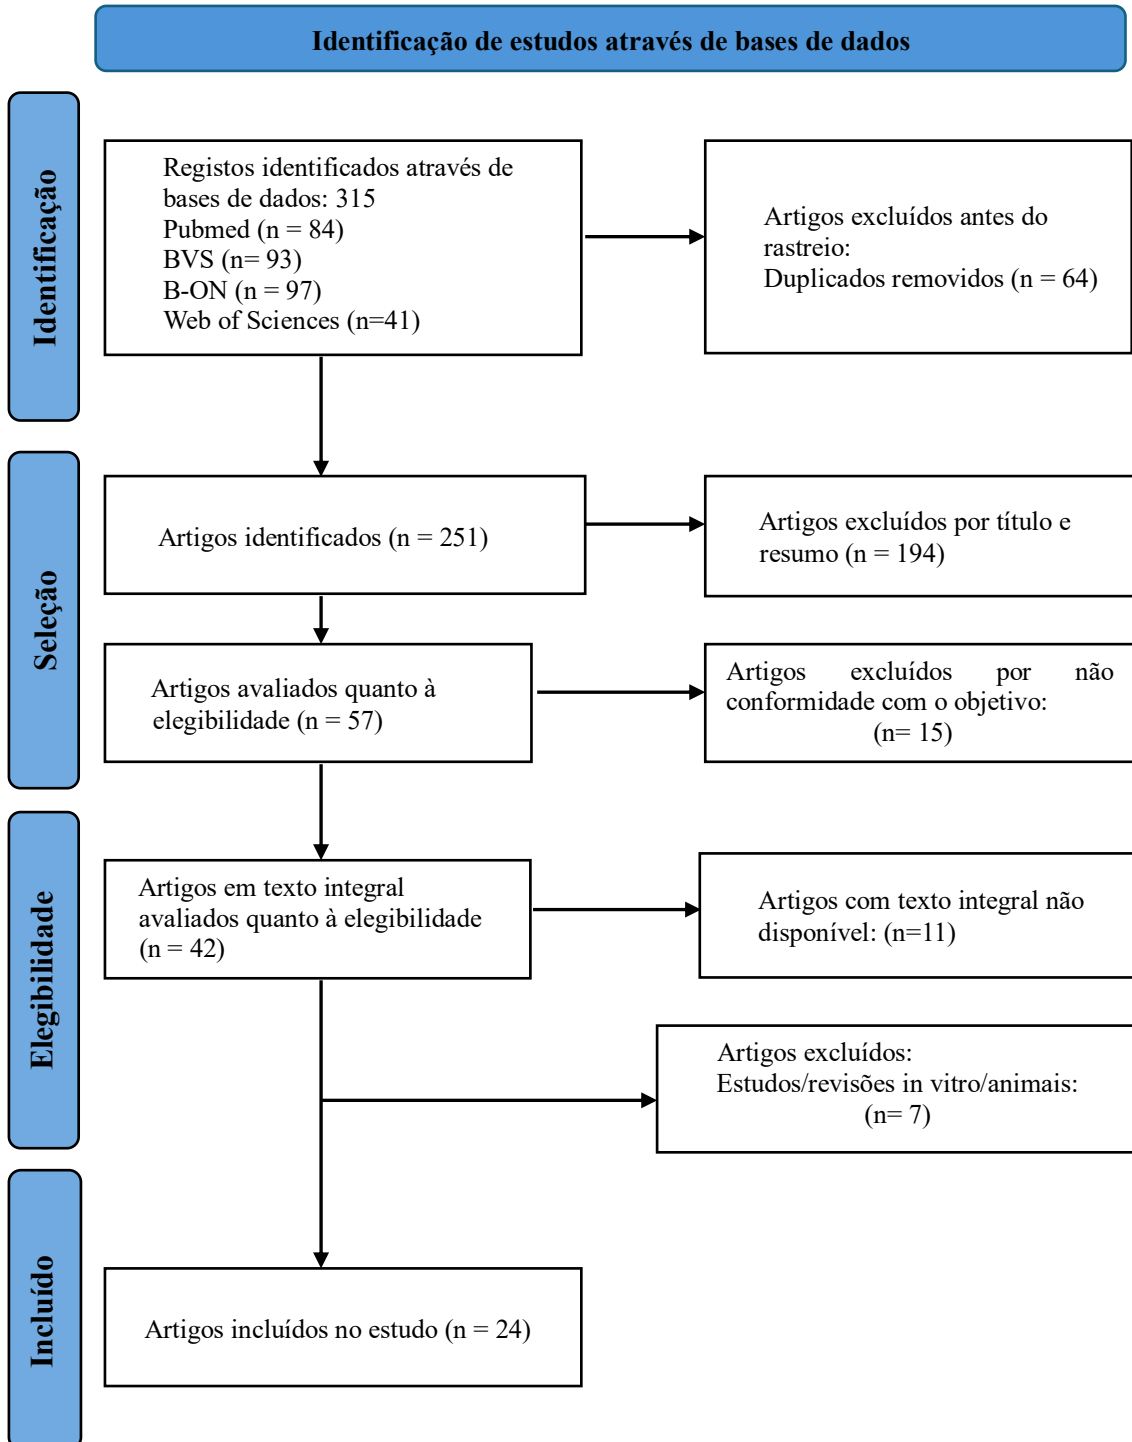 Identificação de estudos através de bases de dados
Identificação
Registos identificados através de
bases de dados: 315
Pubmed (n = 84)
BVS (n= 93)
B-ON (n = 97)
Web of Sciences (n=41)
Artigos excluídos antes do
rastreio:
Duplicados removidos (n = 64)
Seleção
Artigos identificados (n = 251)
Artigos excluídos por título e
resumo (n = 194)
Artigos avaliados quanto à
elegibilidade (n = 57)
Artigos excluídos por não
conformidade com o objetivo:
(n= 15)
Elegibilidade
Artigos em texto integral
avaliados quanto à elegibilidade
(n = 42)
Artigos com texto integral não
disponível: (n=11)
Artigos excluídos:
Estudos/revisões in vitro/animais:
(n= 7)
Incluído
Artigos incluídos no estudo (n = 24)